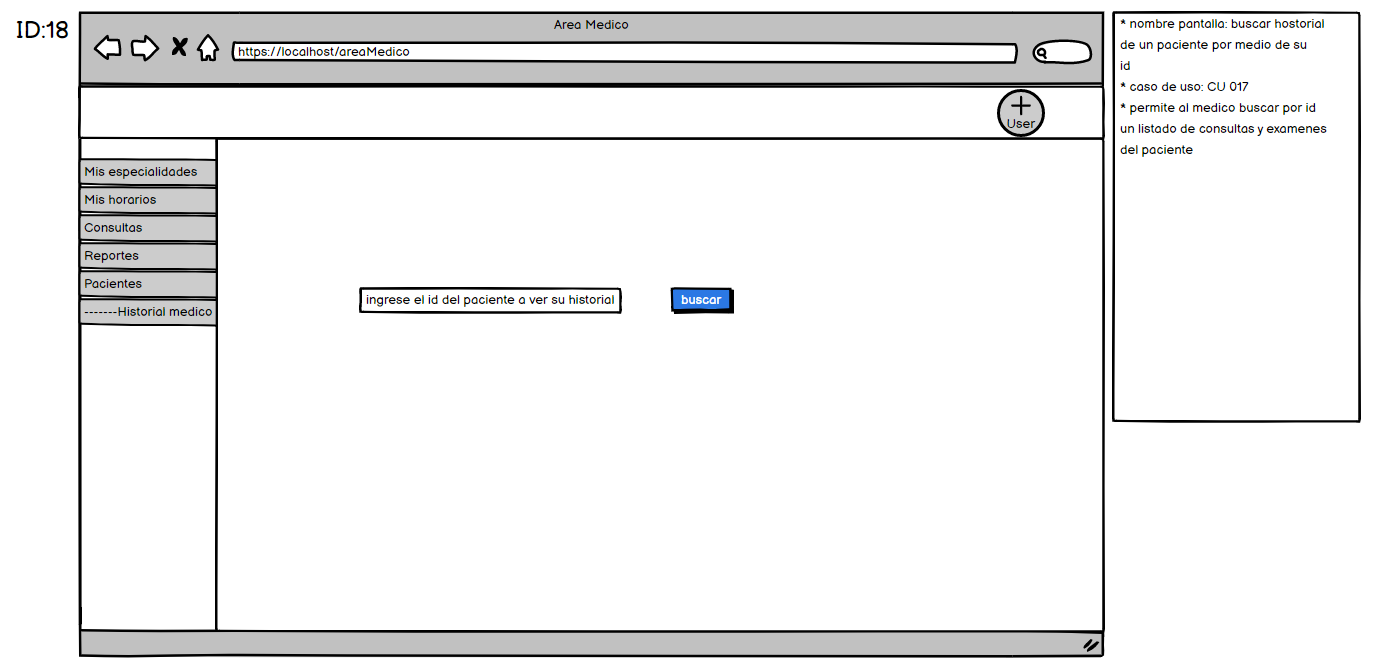 ID:18
Area Medico
https://localhost/areaMedico
User
Mis especialidades
Mis horarios
Consultas
Reportes
Pacientes
-------Historial medico
ingrese el id del paciente a ver su historial
buscar
* nombre pantalla: buscar hostorial
de un paciente por medio de su
id
* caso de uso: CU 017
* permite al medico buscar por id
un listado de consultas y examenes
del paciente